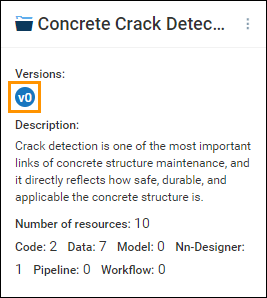 Concrete Crack Detec...
Versions:
v0
Description:
Crack detection is one of the most important
links of concrete structure maintenance, and
it directly reflects how safe, durable, and
applicable the concrete structure is.
Number of resources: 10
Code: 2 Data: 7 Model: 0 Nn-Designer:
1 Pipeline: 0 Workflow: 0